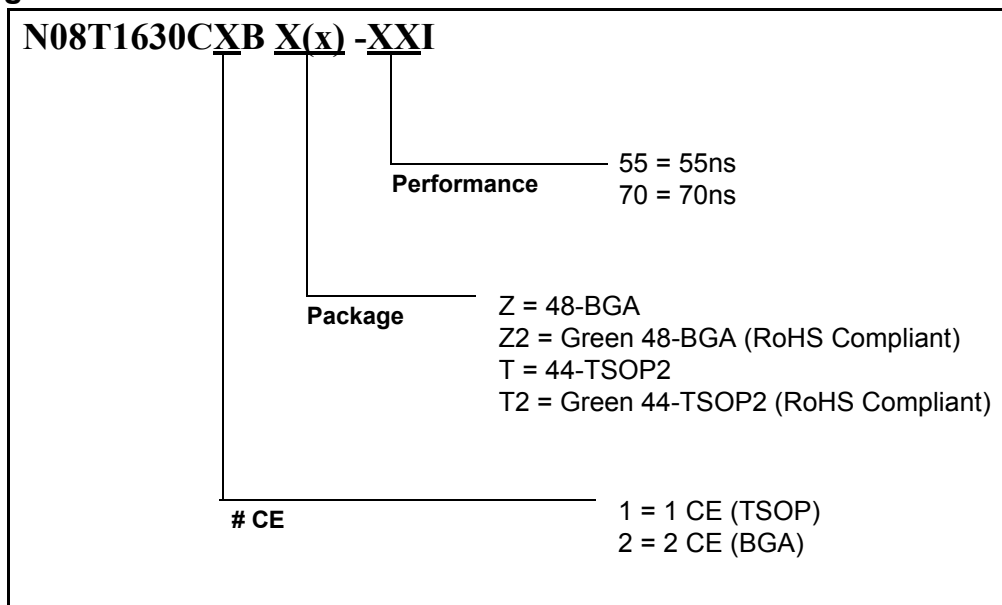 N08T1630CXB X(x) -XXI
Performance
55 = 55ns
70 = 70ns
Package
Z = 48-BGA
Z2 = Green 48-BGA (RoHS Compliant)
T = 44-TSOP2
T2 = Green 44-TSOP2 (RoHS Compliant)
# CE
1 = 1 CE (TSOP)
2 = 2 CE (BGA)